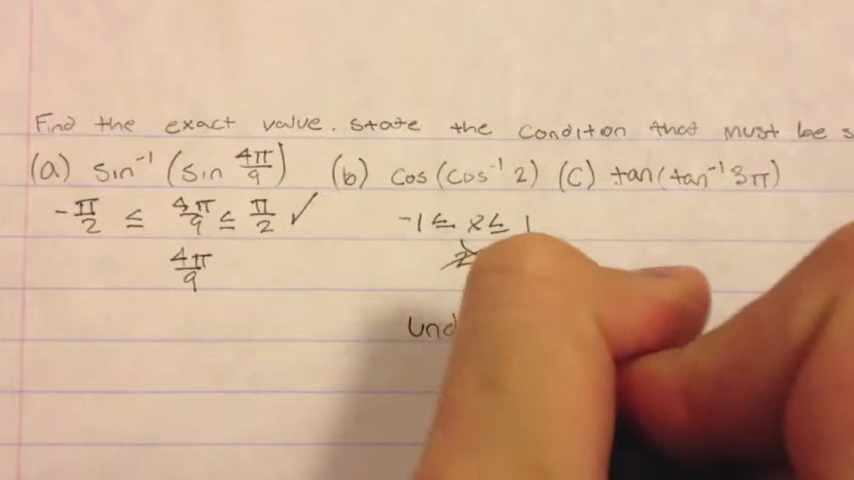 Find the exact value. State the condition that must be s
(a) sin⁻¹(sin 4π/9) (b) cos(cos⁻¹ 2) (C) tan(tan⁻¹ 3π)
-π/2 ≤ 4π/9 ≤ π/2 ✓ -1 ≤ x ≤ 1
4π/9 2
und